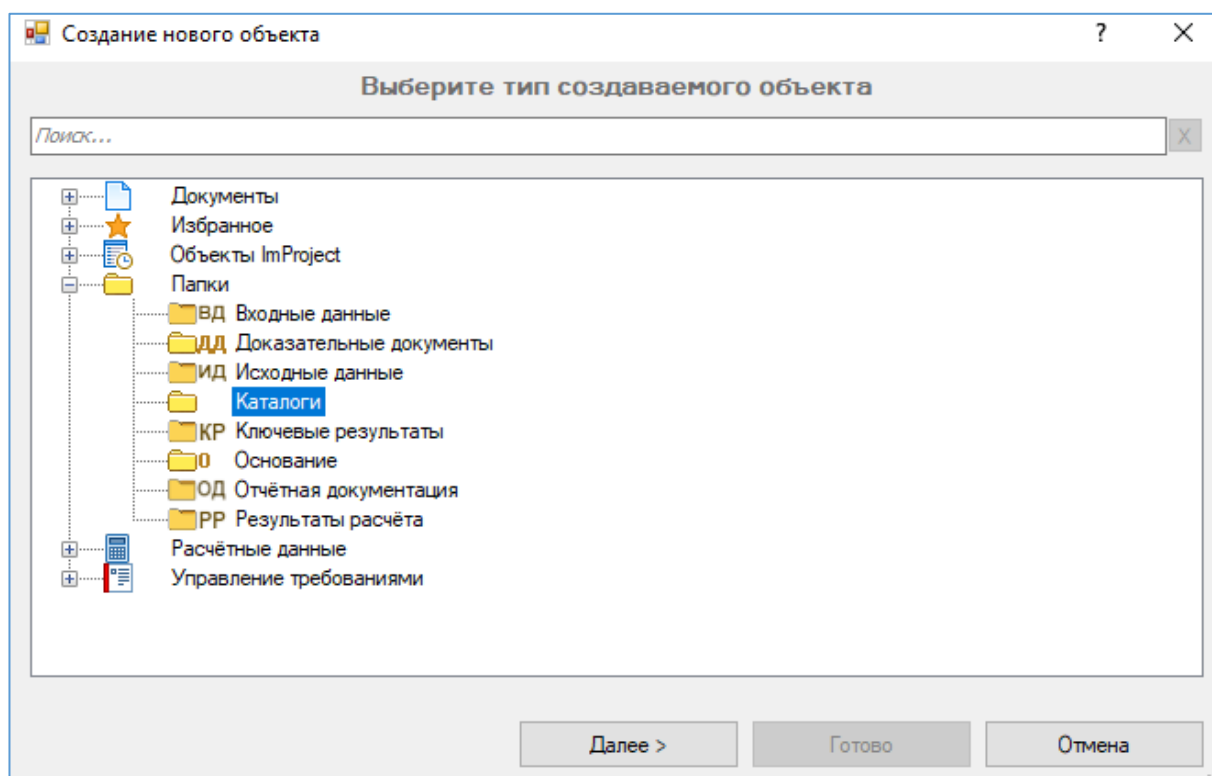 Создание нового объекта ? X
Выберите тип создаваемого объекта
Поиск... X
Документы
Избранное
Объекты ImProject
Папки
ВД Входные данные
ДД Доказательные документы
ИД Исходные данные
Каталоги
КР Ключевые результаты
О Основание
ОД Отчётная документация
РР Результаты расчёта
Расчётные данные
Управление требованиями
Далее > Готово Отмена